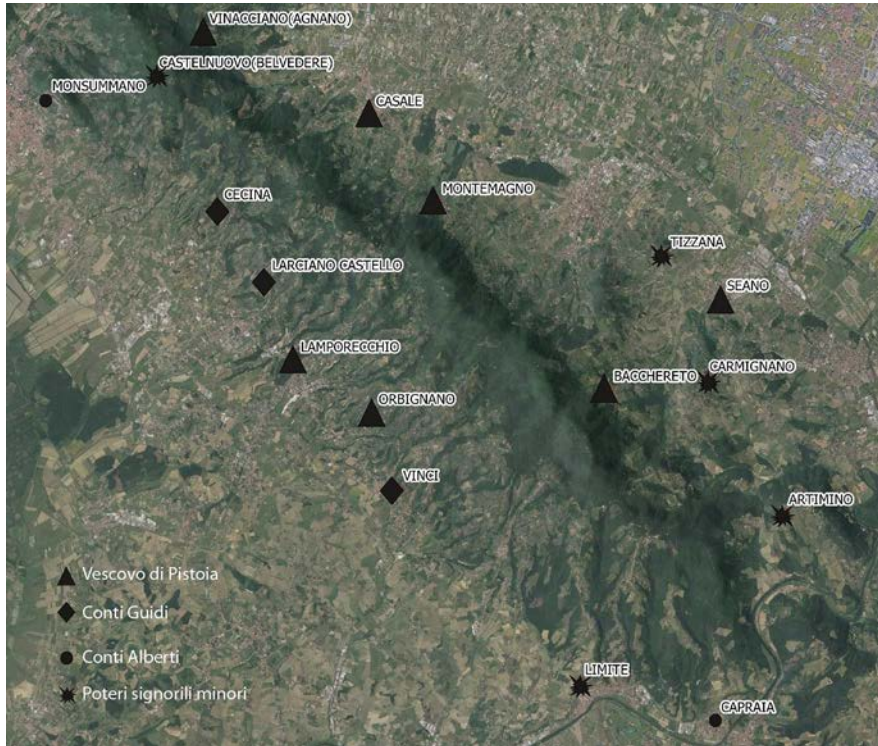 VINACCIANO(AGNANO)
CASTELNUOVO(BELVEDERE)
MONSUMMANO
CASALE
CECINA
MONTEMAGNO
TIZZANA
LARCIANO CASTELLO
SEANO
LAMPORECCHIO
BACCHERETO
CARMIGNANO
ORBIGNANO
VINCI
ARTIMINO
Vescovo di Pistoia
Conti Guidi
Conti Alberti
LIMITE
Poteri signorili minori
CAPRAIA